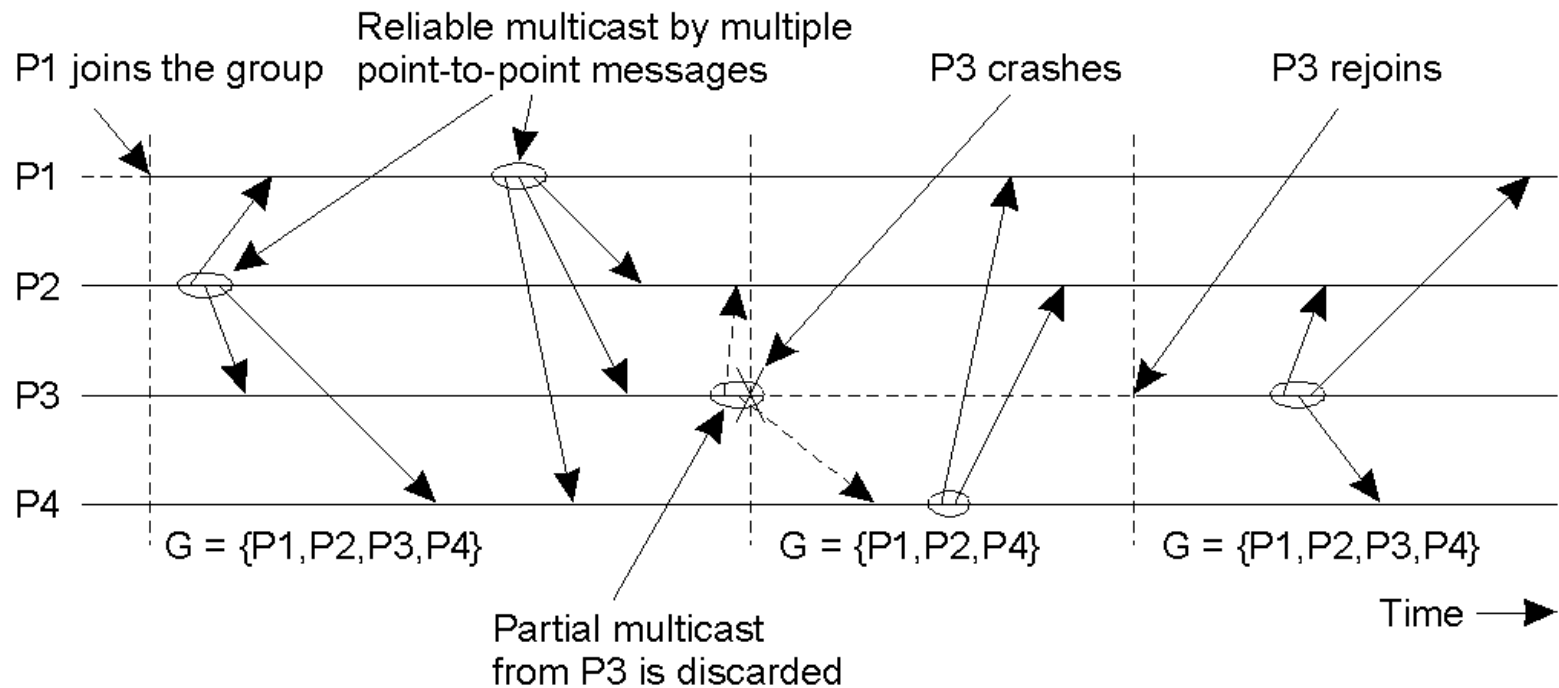 Reliable multicast by multiple
point-to-point messages
P1 joins the group
P3 crashes
P3 rejoins
P1
P2
P3
P4
G = {P1,P2,P3,P4}
G = {P1,P2,P4}
G = {P1,P2,P3,P4}
Time
Partial multicast
from P3 is discarded